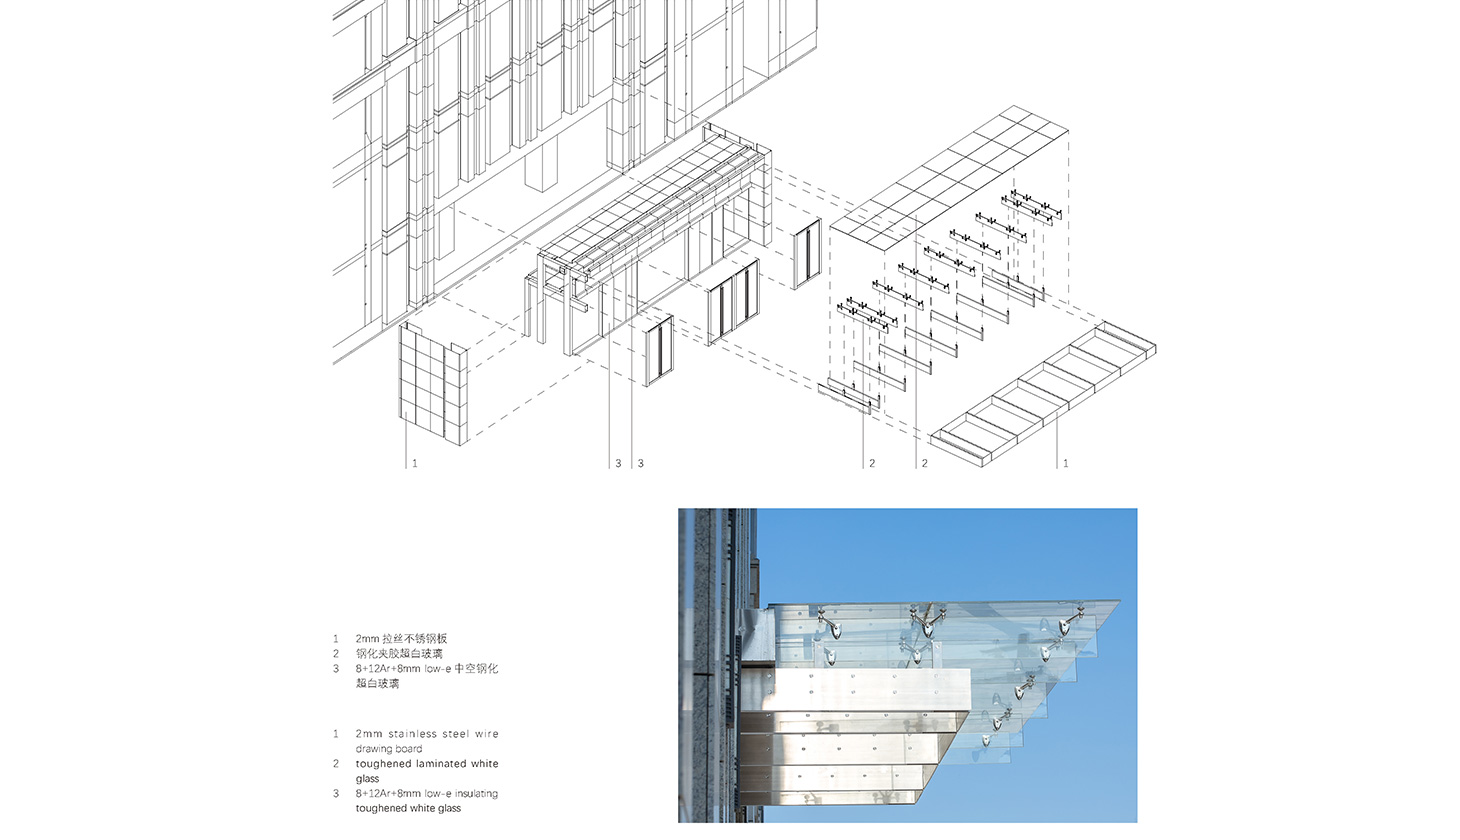 1 3 3 2 2 1
1 2mm 拉丝不锈钢板
2 钢化夹胶超白玻璃
3 8+12Ar+8mm low-e 中空钢化
超白玻璃
1 2mm stainless steel wire
drawing board
2 toughened laminated white
glass
3 8+12Ar+8mm low-e insulating
toughened white glass